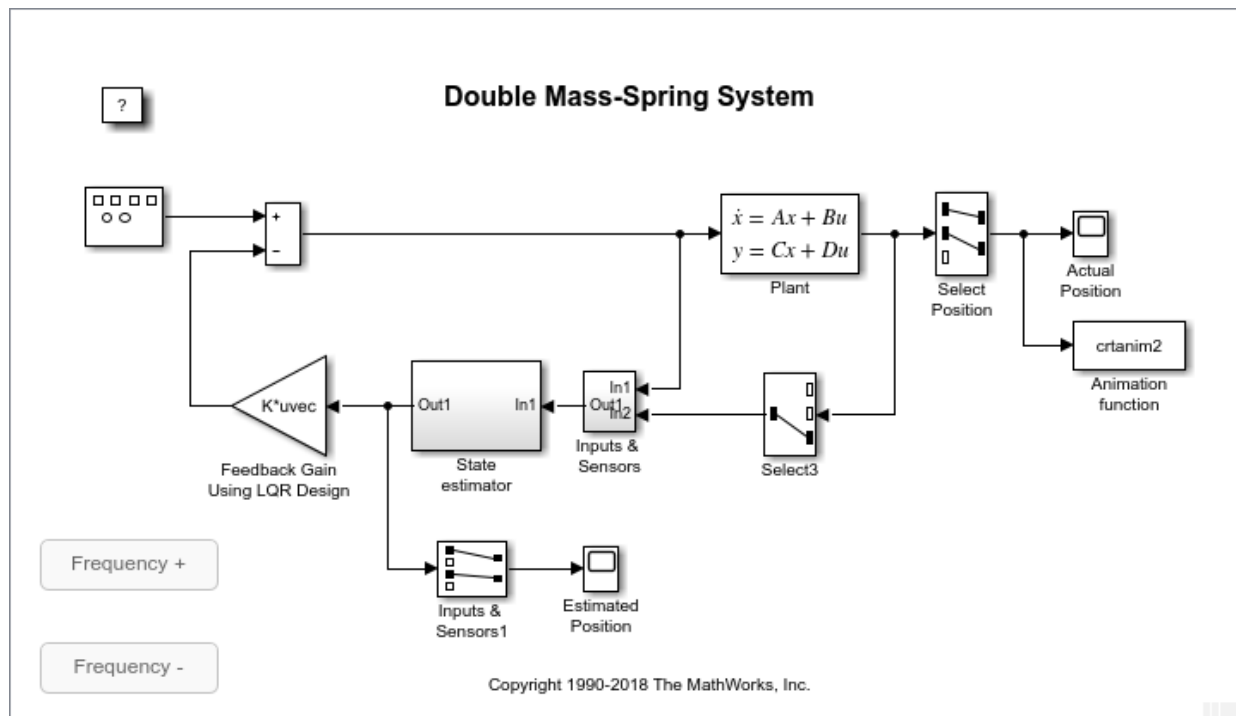 Double Mass-Spring System
?
+
−
ẋ = Ax + Bu
y = Cx + Du
Plant
Select
Position
Actual
Position
crtanim2
Animation
function
K*uvec
Feedback Gain
Using LQR Design
Out1
In1
State
estimator
In1
Out1
In2
Inputs &
Sensors
Select3
Frequency +
Inputs &
Sensors1
Estimated
Position
Frequency -
Copyright 1990-2018 The MathWorks, Inc.